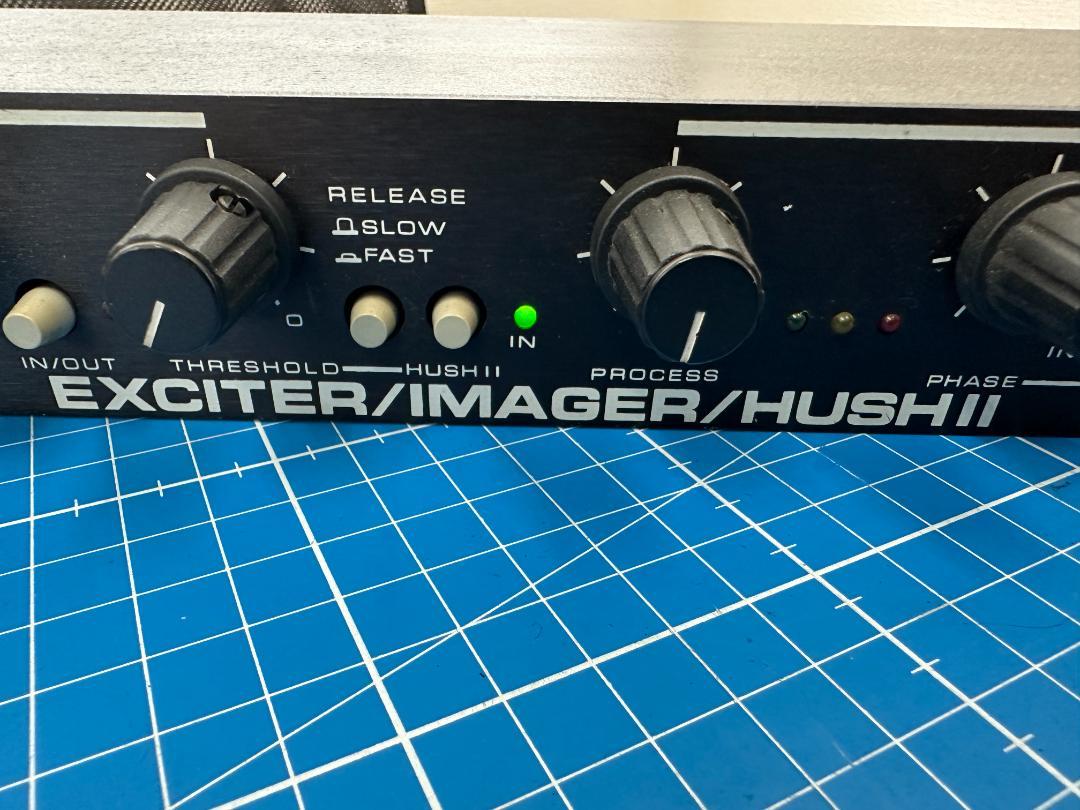 RELEASE
SLOW
FAST
O
IN
IN/OUT
THRESHOLD
HUSH II
PROCESS
PHASE
EXCITER/IMAGER/HUSH II